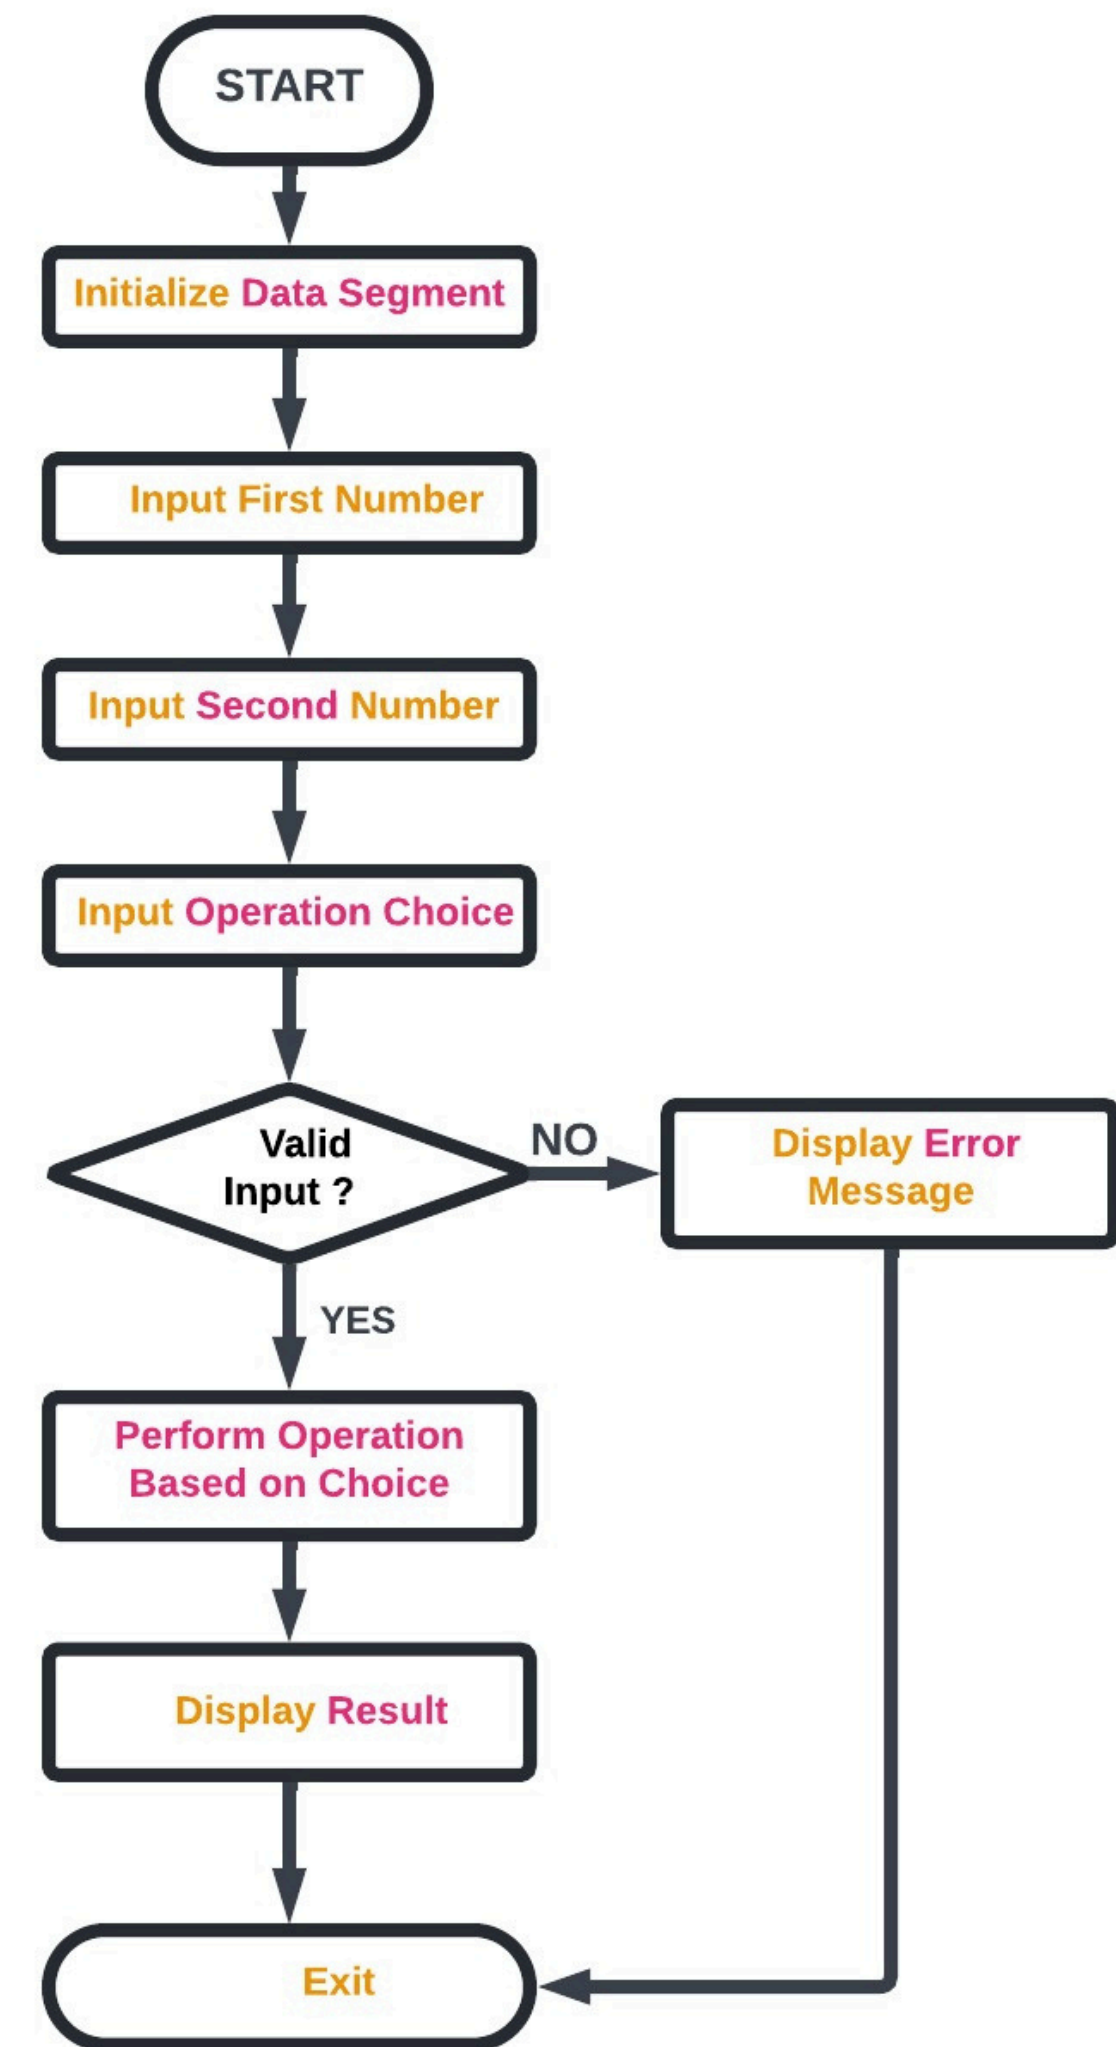 START
Initialize Data Segment
Input First Number
Input Second Number
Input Operation Choice
Valid
Input ?
NO
Display Error
Message
YES
Perform Operation
Based on Choice
Display Result
Exit